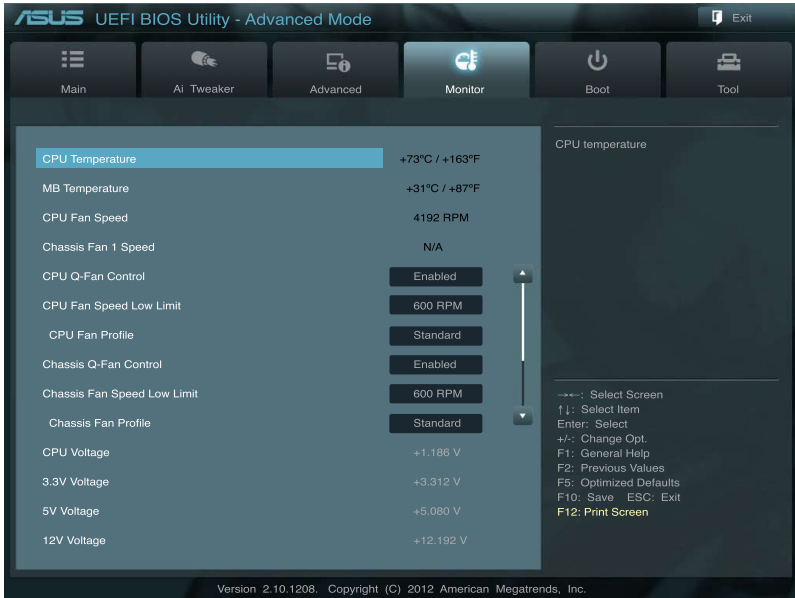 ASUS UEFI BIOS Utility - Advanced Mode
Exit
Main
Ai Tweaker
Advanced
Monitor
Boot
Tool
CPU Temperature +73ºC / +163ºF
MB Temperature +31ºC / +87ºF
CPU Fan Speed 4192 RPM
Chassis Fan 1 Speed N/A
CPU Q-Fan Control Enabled
CPU Fan Speed Low Limit 600 RPM
CPU Fan Profile Standard
Chassis Q-Fan Control Enabled
Chassis Fan Speed Low Limit 600 RPM
Chassis Fan Profile Standard
CPU Voltage +1.186 V
3.3V Voltage +3.312 V
5V Voltage +5.080 V
12V Voltage +12.192 V
CPU temperature
→←: Select Screen
↑↓: Select Item
Enter: Select
+/-: Change Opt.
F1: General Help
F2: Previous Values
F5: Optimized Defaults
F10: Save ESC: Exit
F12: Print Screen
Version 2.10.1208. Copyright (C) 2012 American Megatrends, Inc.